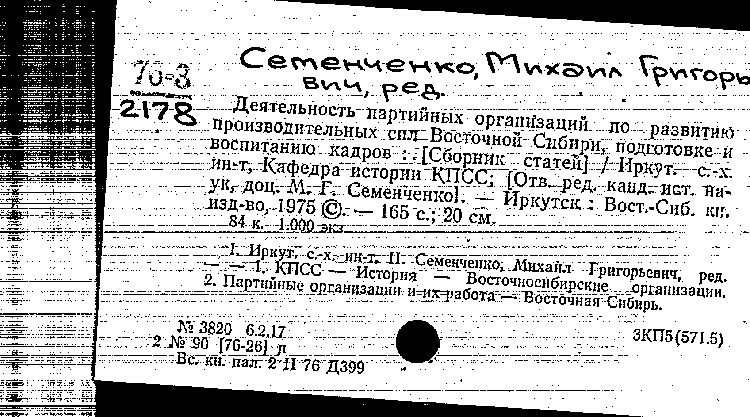 76-3
2178
Семенченко, Михаил Григорь
вич, ред.
Деятельность партийных организаций по развитию
производительных сил Восточной Сибири, подготовке и
воспитанию кадров : [Сборник статей] / Иркут. с.-х.
ин-т, Кафедра истории КПСС; [Отв. ред. канд. ист. на-
ук, доц. М. Г. Семенченко]. — Иркутск : Вост.-Сиб. кн.
изд-во, 1975 ©. — 165 с.; 20 см.
84 к. 1.000 экз.
I. Иркут. с.-х. ин-т. II. Семенченко, Михаил Григорьевич, ред.
— — 1. КПСС — История — Восточносибирские организации.
2. Партийные организации и их работа — Восточная Сибирь.
№ 3820 6.2.17
2 № 90 [76-26] п
Вс. кн. пал. 2 II 76 Д399
3КП5(571.5)